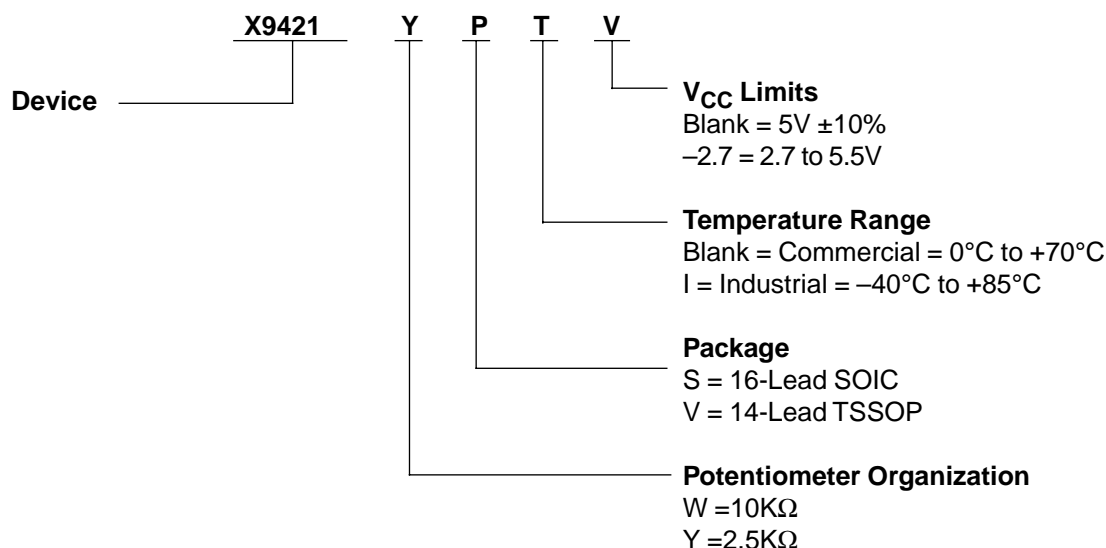 X9421 Y P T V
Device
V_CC Limits
Blank = 5V ±10%
–2.7 = 2.7 to 5.5V
Temperature Range
Blank = Commercial = 0°C to +70°C
I = Industrial = –40°C to +85°C
Package
S = 16-Lead SOIC
V = 14-Lead TSSOP
Potentiometer Organization
W =10KΩ
Y =2.5KΩ